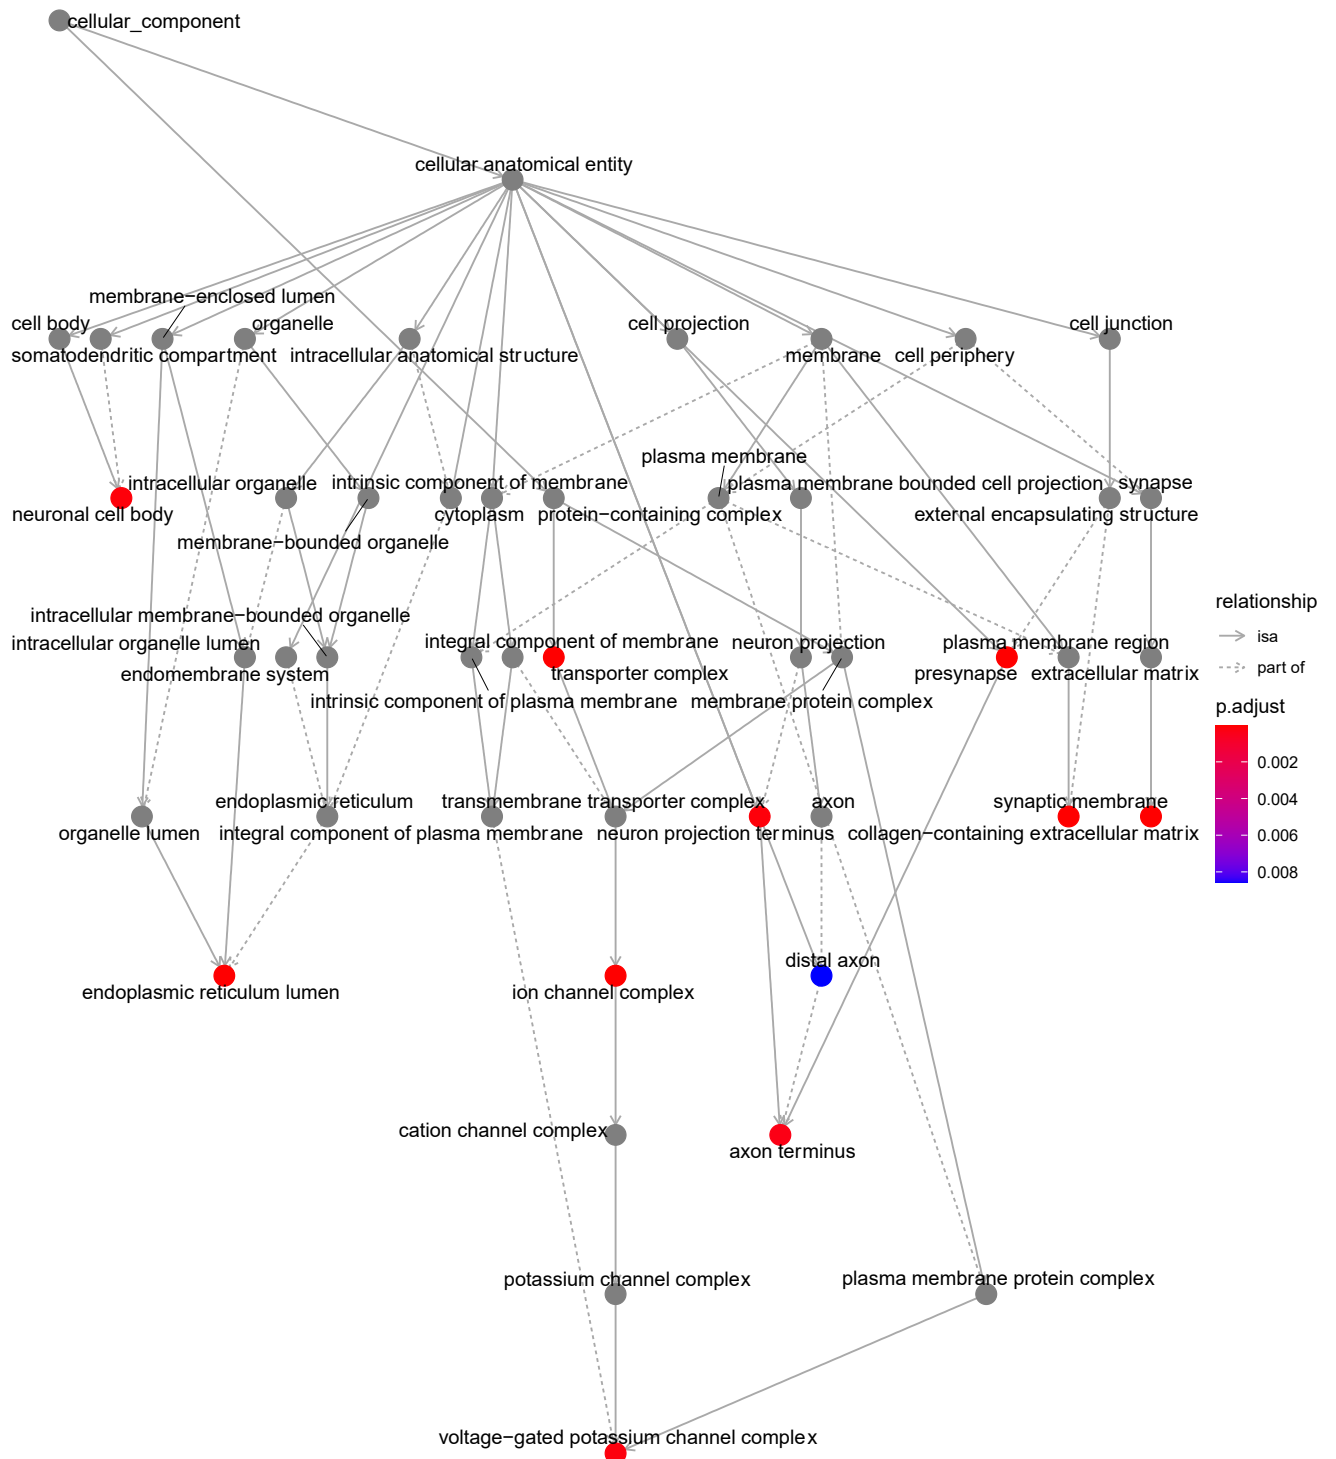 cellular_component
cellular anatomical entity
membrane−enclosed lumen
cell body
organelle
cell projection
cell junction
somatodendritic compartment
intracellular anatomical structure
membrane
cell periphery
plasma membrane
intracellular organelle
intrinsic component of membrane
plasma membrane bounded cell projection
synapse
neuronal cell body
cytoplasm
protein−containing complex
external encapsulating structure
membrane−bounded organelle
relationship
isa
part of
intracellular membrane−bounded organelle
intracellular organelle lumen
integral component of membrane
neuron projection
plasma membrane region
endomembrane system
transporter complex
presynapse
extracellular matrix
intrinsic component of plasma membrane
membrane protein complex
p.adjust
0.002
0.004
0.006
0.008
endoplasmic reticulum
transmembrane transporter complex
axon
synaptic membrane
organelle lumen
integral component of plasma membrane
neuron projection terminus
collagen−containing extracellular matrix
distal axon
endoplasmic reticulum lumen
ion channel complex
cation channel complex
axon terminus
potassium channel complex
plasma membrane protein complex
voltage−gated potassium channel complex